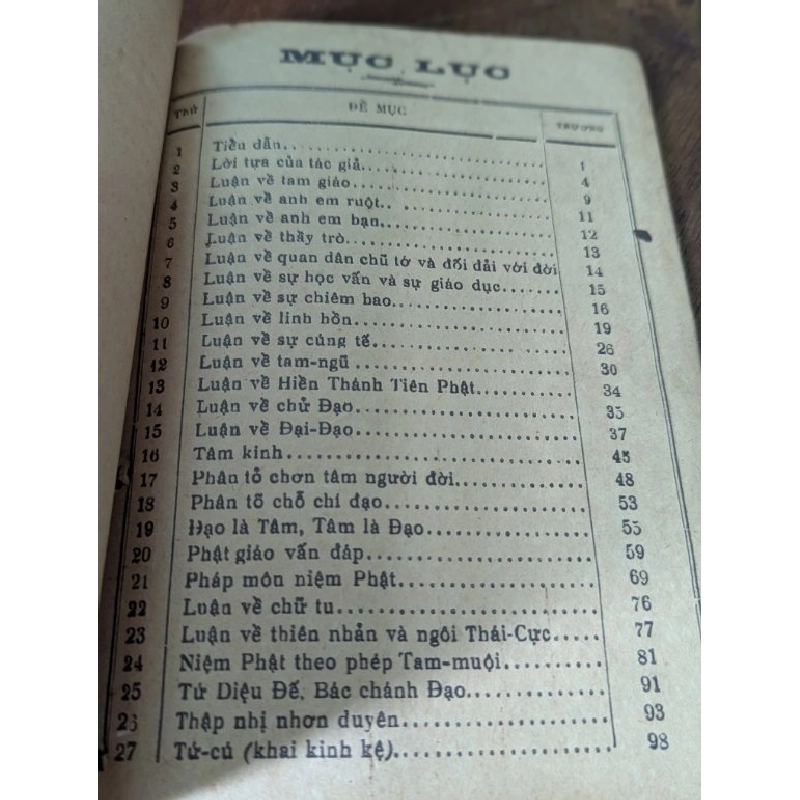 MỤC LỤC
THỨ ĐỀ MỤC TRƯƠNG
1 Tiểu dẫn.. 1
2 Lời tựa của tác giả. 4
3 Luận về tam giáo. 9
4 Luận về anh em ruột.. 11
5 Luận về anh em bạn. 12
6 Luận về thầy trò. 13
7 Luận về quan dân chủ tớ và đối đãi với đời 14
8 Luận về sự học vấn và sự giáo dục. 15
9 Luận về sự chiêm bao. 16
10 Luận về linh hồn. 19
11 Luận về sự cúng tế. 26
12 Luận về tam-ngũ 30
13 Luận về Hiền Thánh Tiên Phật. 34
14 Luận về chữ Đạo. 35
15 Luận về Đại-Đạo. 37
16 Tâm kinh 45
17 Phân tỏ chơn tâm người đời. 48
18 Phân tỏ chỗ chỉ đạo 53
19 Đạo là Tâm, Tâm là Đạo 55
20 Phật giáo vấn đáp. 59
21 Pháp môn niệm Phật. 69
22 Luận về chữ tu. 76
23 Luận về thiên nhản và ngôi Thái-Cực. 77
24 Niệm Phật theo phép Tam-muội 81
25 Tứ Diệu Đế, Bác chánh Đạo. 91
26 Thập nhị nhơn duyên 93
27 Tứ-cú (khai kinh kệ). 98